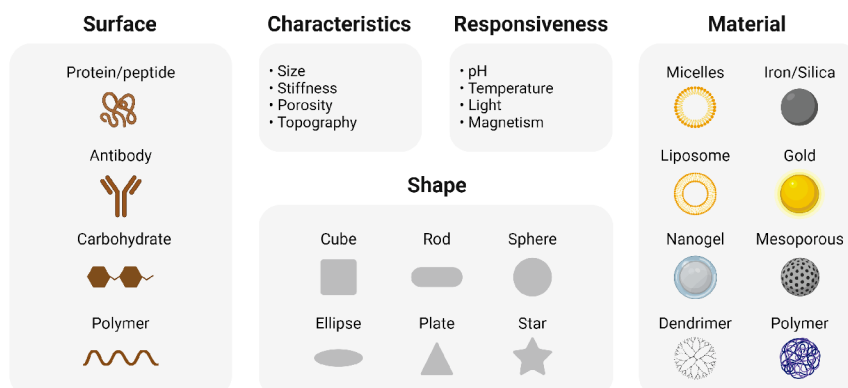 Surface
Protein/peptide
Antibody
Carbohydrate
Polymer
Characteristics
• Size
• Stiffness
• Porosity
• Topography
Responsiveness
• pH
• Temperature
• Light
• Magnetism
Shape
Cube Rod Sphere
Ellipse Plate Star
Material
Micelles Iron/Silica
Liposome Gold
Nanogel Mesoporous
Dendrimer Polymer